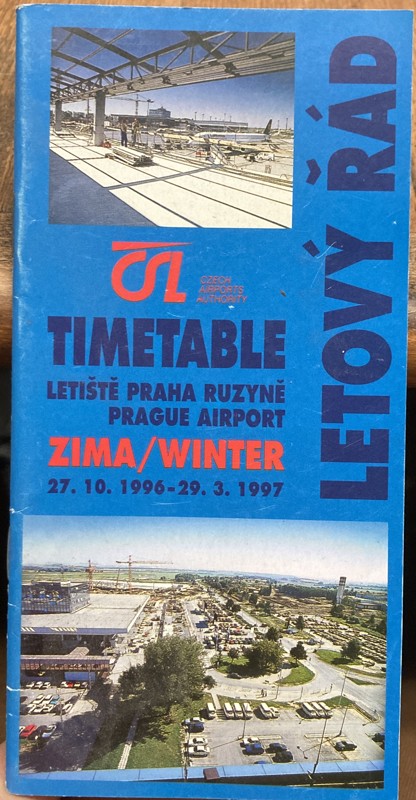 ČSL
CZECH
AIRPORTS
AUTHORITY
TIMETABLE
LETIŠTĚ PRAHA RUZYNĚ
PRAGUE AIRPORT
ZIMA/WINTER
27. 10. 1996-29. 3. 1997
LETOVÝ ŘÁD